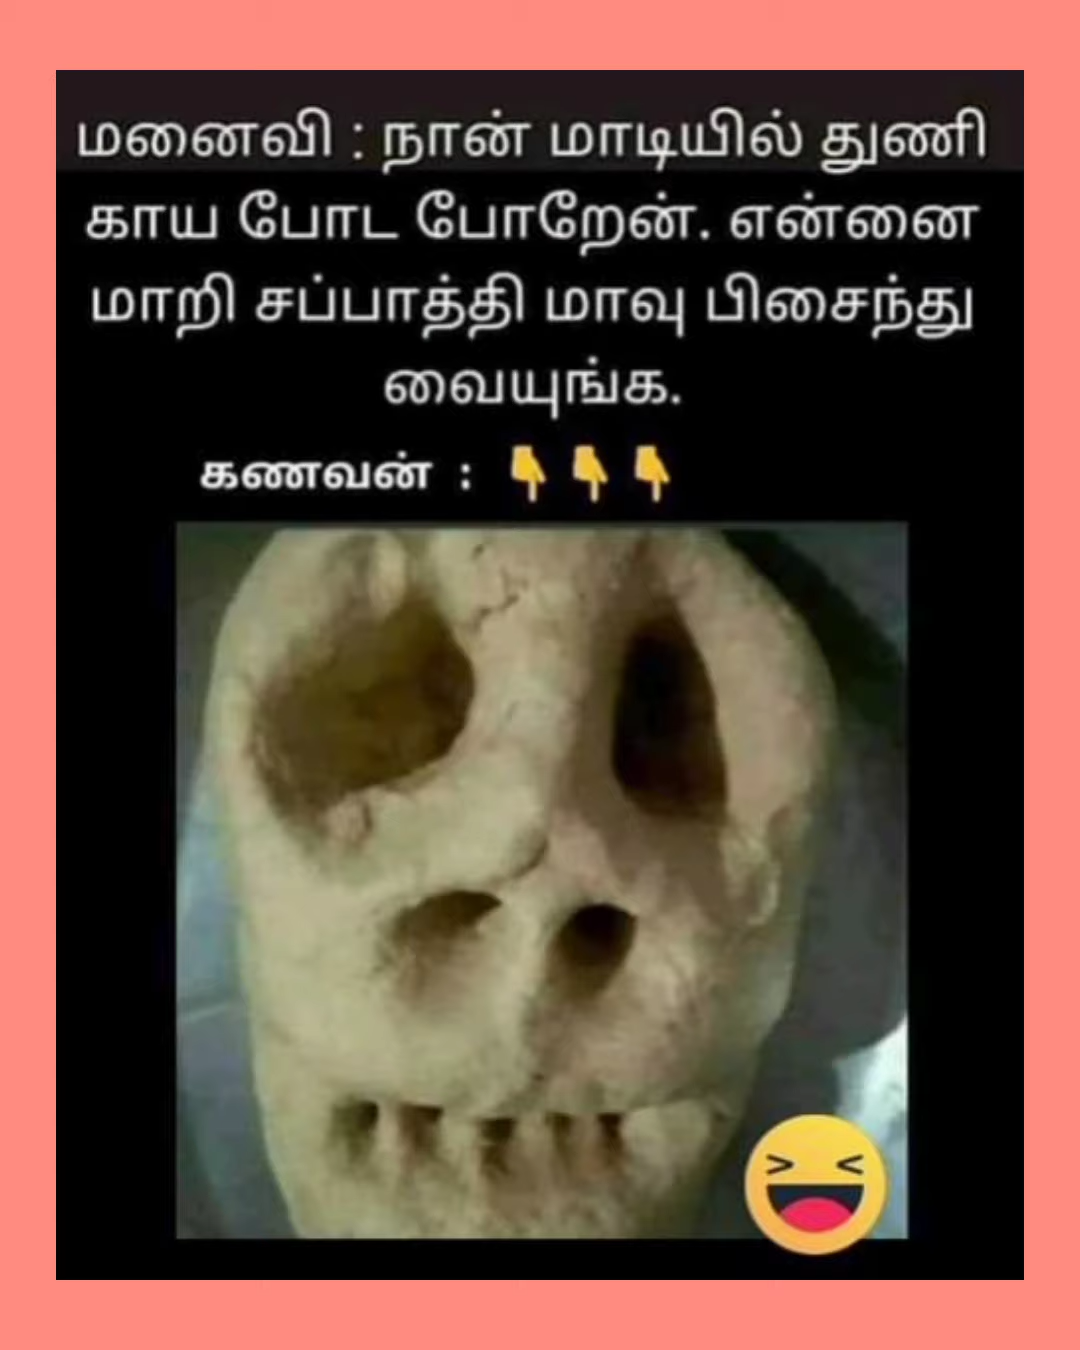 மனைவி : நான் மாடியில் துணி
காய போட போறேன். என்னை
மாறி சப்பாத்தி மாவு பிசைந்து
வையுங்க.
கணவன் : 👇👇👇